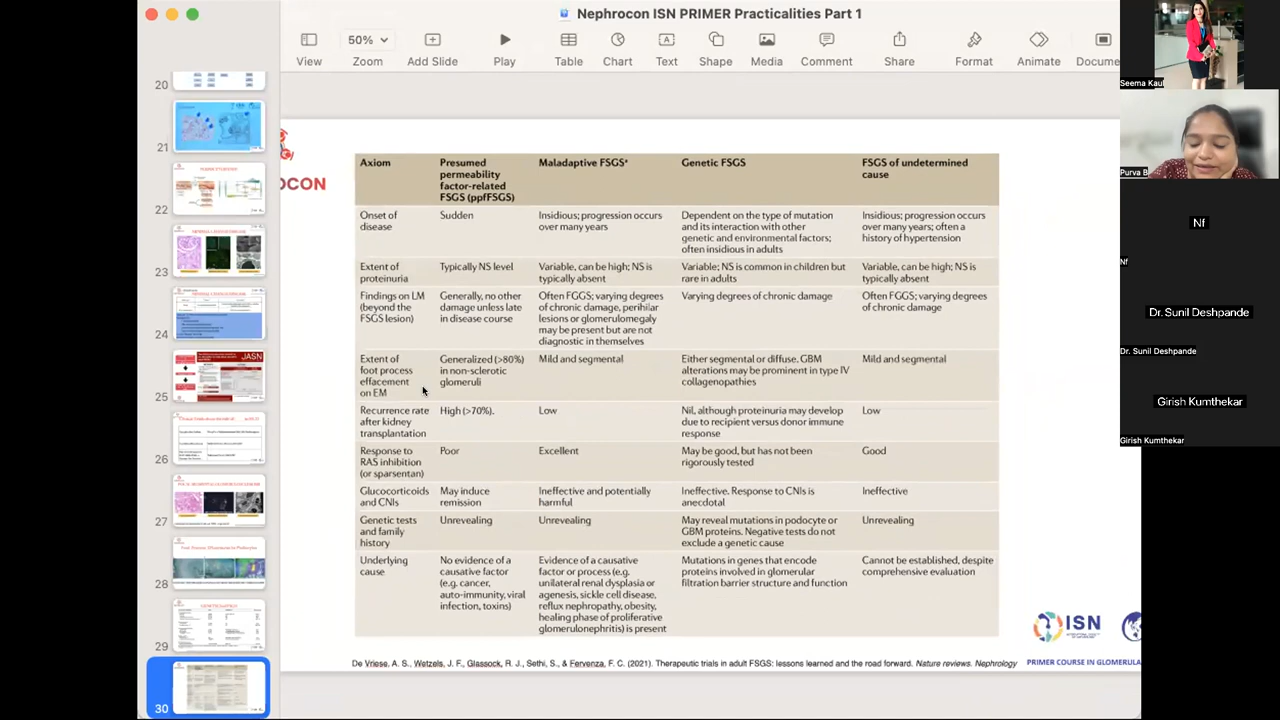 Nephrocon ISN PRIMER Practicalities Part 1
50%
View
Zoom
Add Slide
Play
Table
Chart
Text
Media
Comment
Share
Format
Animate
Docume
20
21
22
23
24
25
JASN
26
27
28
29
30
OCON
Axiom
Presumed
permeability
factor-related
FSGS (ppfFSGS)
Maladaptive FSGSᵃ
Genetic FSGS
FSGS of undetermined
cause
Onset of
disease
Sudden
Insidious; progression occurs
over many years
Dependent on the type of mutation
and its interaction with other
genetic and environmental factors;
often insidious in adults
Insidious; progression occurs
over many years; often a
history of hypertension
Extent of
proteinuria
Typically NS level
Variable, can be high; NS is
typically absent
Variable; NS is common in children but
rare in adults
Variable, can be high; NS is
typically absent
Findings on LM
beyond the
FSGS lesion)
Generally, no other
damage unless late
in disease course
Often FGGS; varying degrees
of chronic damage, perihilar
lesions or glomerulomegaly
may be present but are not
diagnostic in themselves
Varying degrees of chronic damage
Often FGGS; varying degrees
of chronic damage
Extent of
foot process
effacement
on EM
Generalized (>80%)
in non-sclerotic
glomeruli
Mild and segmental
Either segmental or diffuse. GBM
alterations may be prominent in type IV
collagenopathies
Mild and segmental
Recurrence rate
after kidney
transplantation
High (>70%).
Low
Nil, although proteinuria may develop
due to recipient versus donor immune
response
Low
Response to
RAS inhibition
(or sparsentan)
Poor
Excellent
May be good, but has not been
rigorously tested
Good
Glucocorticoids
and CNIs
May induce
remission
Ineffective and potentially
harmful
Ineffective. Response to CNIs is
anecdotal
Ineffective
Genetic tests
and family
history
Unrevealing
Unrevealing
May reveal mutations in podocyte or
GBM proteins. Negative tests do not
exclude a genetic cause
Unrevealing
Underlying
cause
No evidence of a
causative factor
(e.g. cancer,
auto-immunity, viral
infection, toxins)
Evidence of a causative
factor or process (e.g.
unilateral renal dysplasia or
agenesis, sickle cell disease,
reflux nephropathy, obesity,
healing phase of proliferative
glomerulonephritis) is present
Mutations in genes that encode
proteins involved in glomerular
filtration barrier structure and function
Cannot be established, despite
comprehensive evaluation
ISN
De Vriese, A. S., Wetzels, J. F., Glassock, R. J., Sethi, S., & Fervenza, F. C. (2021). Therapeutic trials in adult FSGS: lessons learned and the road forward. Nature reviews. Nephrology
PRIMER COURSE IN GLOMERULA
Seema Kaul
Purva B
Nf
Nf
Dr. Sunil Deshpande
Dr. Sunil Deshpande
Girish Kumthekar
Girish Kumthekar